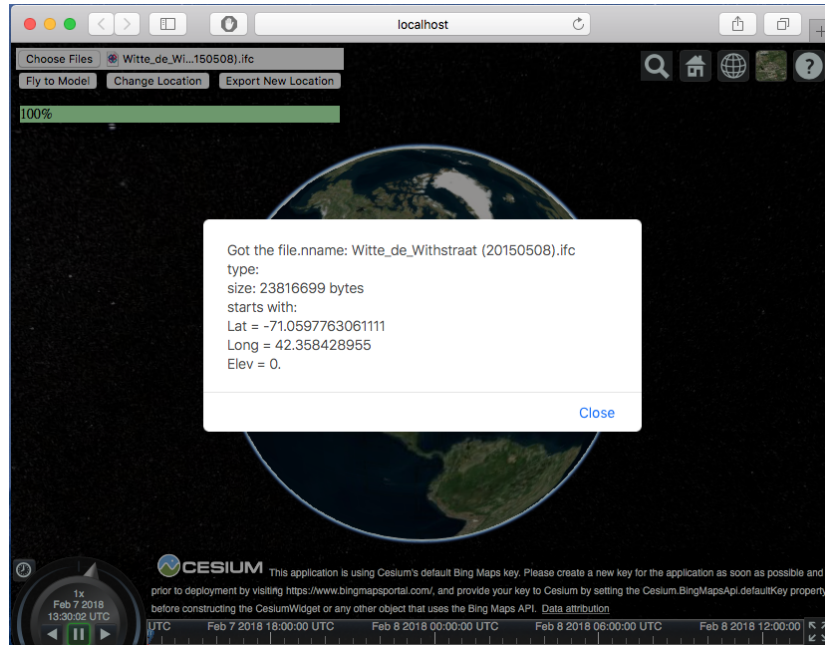 localhost
Choose Files Witte_de_Wi...150508).ifc
Fly to Model Change Location Export New Location
100%
Got the file.nname: Witte_de_Withstraat (20150508).ifc
type:
size: 23816699 bytes
starts with:
Lat = -71.0597763061111
Long = 42.358428955
Elev = 0.
Close
CESIUM This application is using Cesium's default Bing Maps key. Please create a new key for the application as soon as possible and
prior to deployment by visiting https://www.bingmapsportal.com/, and provide your key to Cesium by setting the Cesium.BingMapsApi.defaultKey property
before constructing the CesiumWidget or any other object that uses the Bing Maps API. Data attribution
1x
Feb 7 2018
13:30:02 UTC
UTC Feb 7 2018 18:00:00 UTC Feb 8 2018 00:00:00 UTC Feb 8 2018 06:00:00 UTC Feb 8 2018 12:00:00